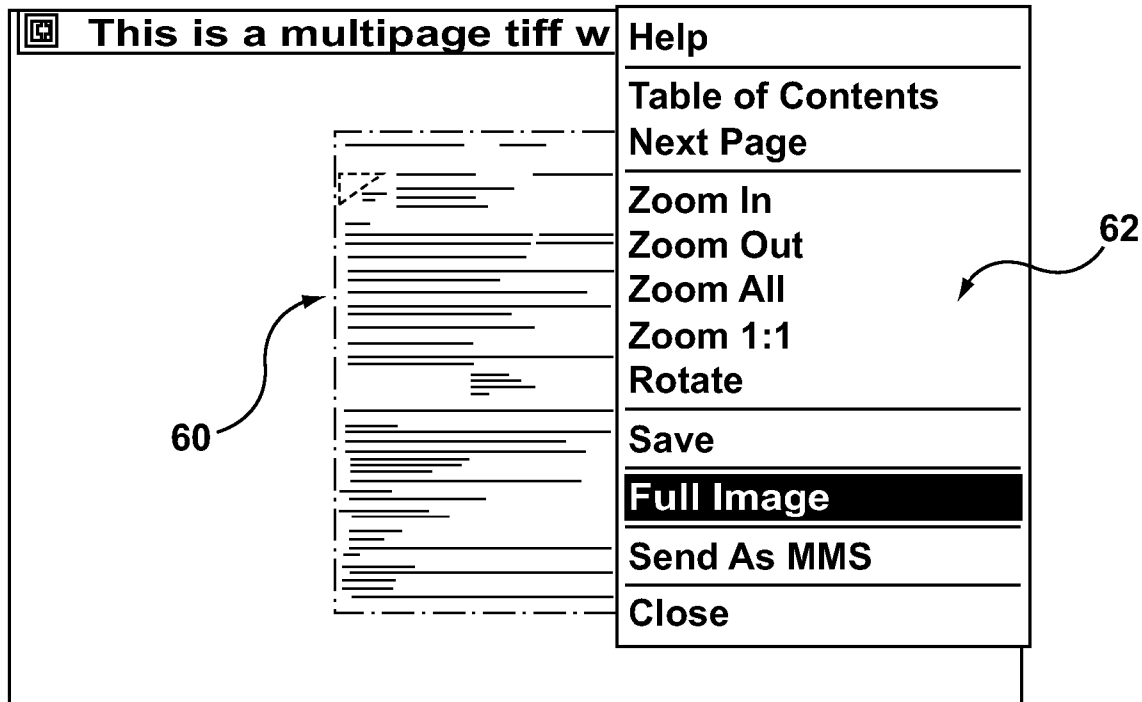 This is a multipage tiff w
Help
Table of Contents
Next Page
Zoom In
Zoom Out
Zoom All
Zoom 1:1
Rotate
Save
Full Image
Send As MMS
Close
60
62